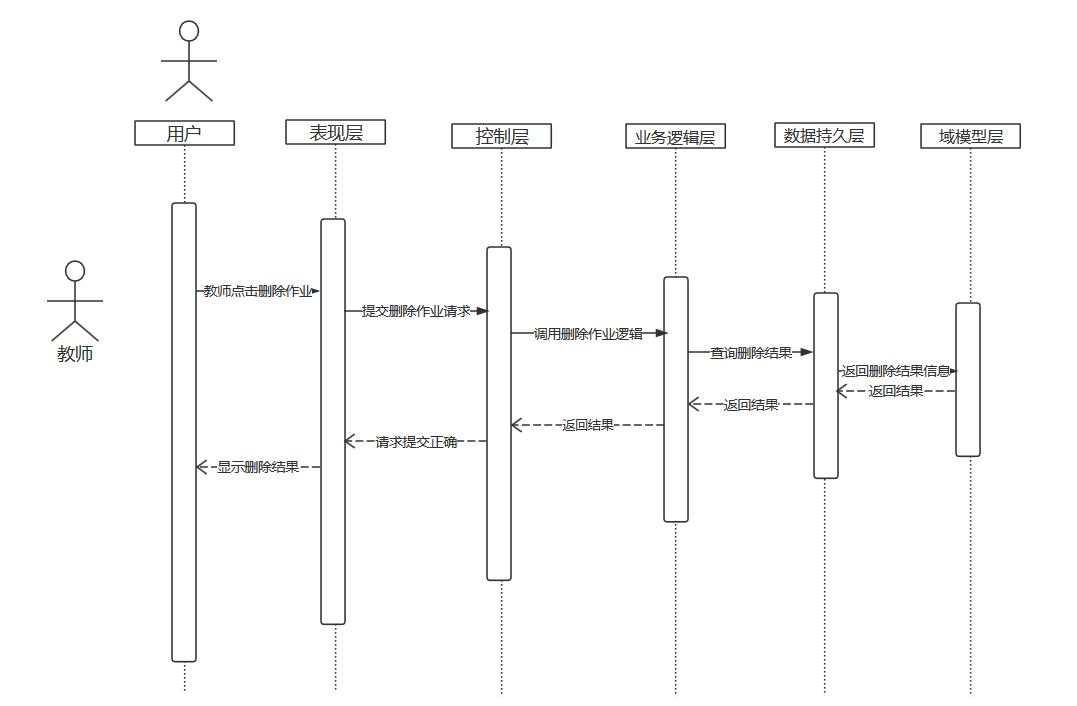 用户
表现层
控制层
业务逻辑层
数据持久层
域模型层
教师
教师点击删除作业
提交删除作业请求
调用删除作业逻辑
查询删除结果
返回删除结果信息
返回结果
返回结果
返回结果
请求提交正确
显示删除结果